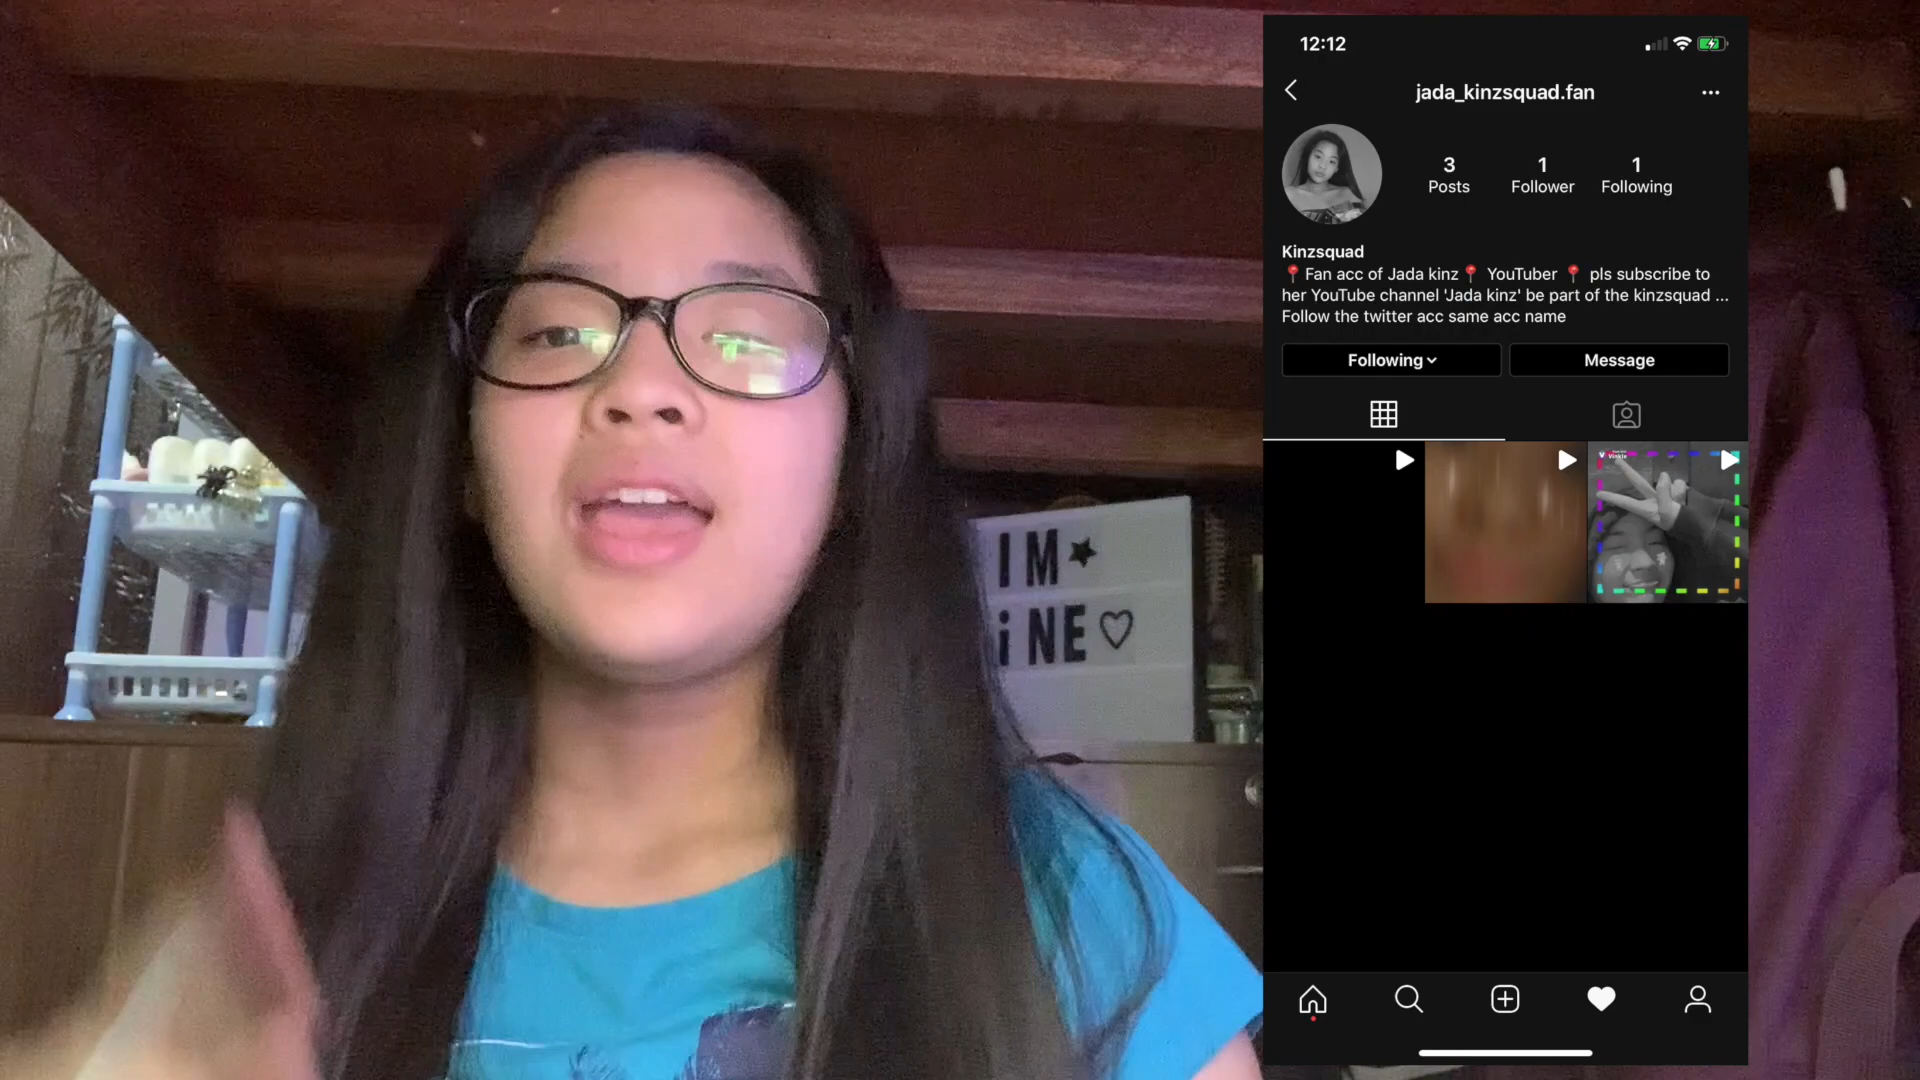 I M ★
i NE ♡
12:12
jada_kinzsquad.fan
3 1 1
Posts Follower Following
Kinzsquad
📍Fan acc of Jada kinz📍 YouTuber 📍 pls subscribe to
her YouTube channel 'Jada kinz' be part of the kinzsquad ...
Follow the twitter acc same acc name
Following Message